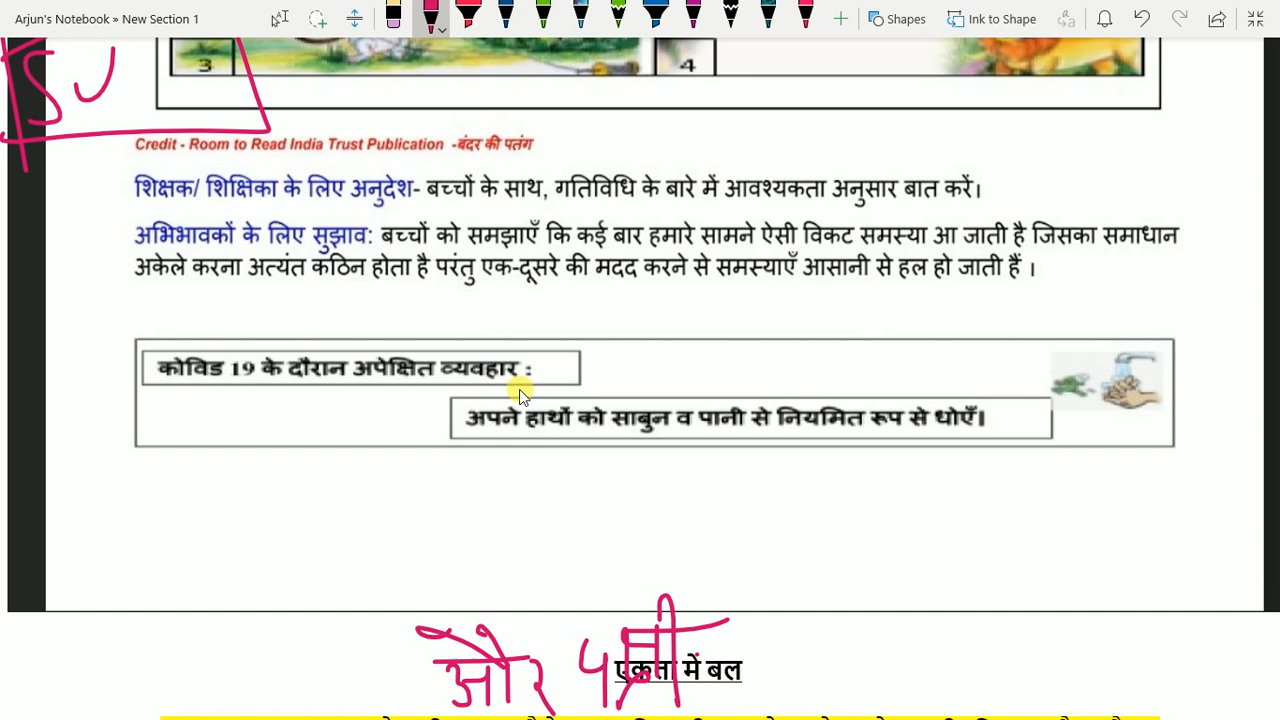 Arjun's Notebook » New Section 1
Shapes
Ink to Shape
3
4
Credit - Room to Read India Trust Publication -बंदर की पतंग
शिक्षक/ शिक्षिका के लिए अनुदेश- बच्चों के साथ, गतिविधि के बारे में आवश्यकता अनुसार बात करें।
अभिभावकों के लिए सुझाव: बच्चों को समझाएँ कि कई बार हमारे सामने ऐसी विकट समस्या आ जाती है जिसका समाधान
अकेले करना अत्यंत कठिन होता है परंतु एक-दूसरे की मदद करने से समस्याएँ आसानी से हल हो जाती हैं ।
कोविड 19 के दौरान अपेक्षित व्यवहार :
अपने हाथों को साबुन व पानी से नियमित रूप से धोएँ।
और
एकता में बल